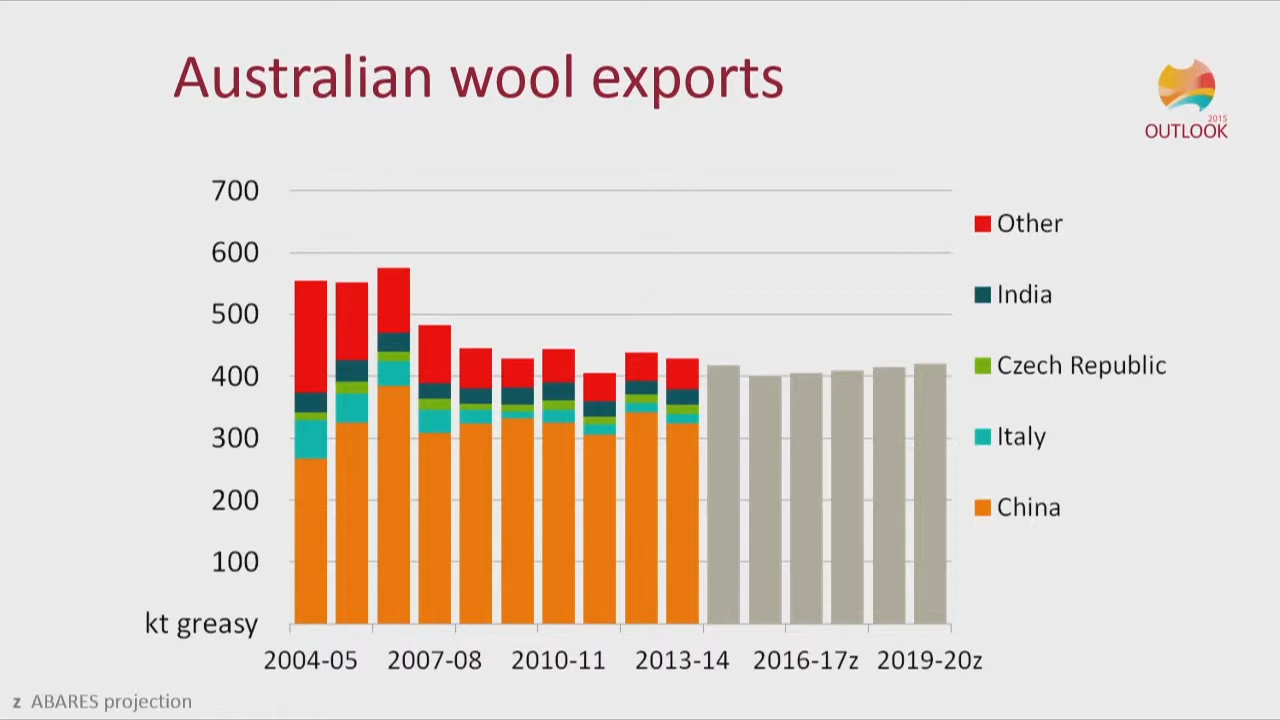 Australian wool exports
2015
OUTLOOK
700
600
500
400
300
200
100
kt greasy
2004-05 2007-08 2010-11 2013-14 2016-17z 2019-20z
Other
India
Czech Republic
Italy
China
z ABARES projection